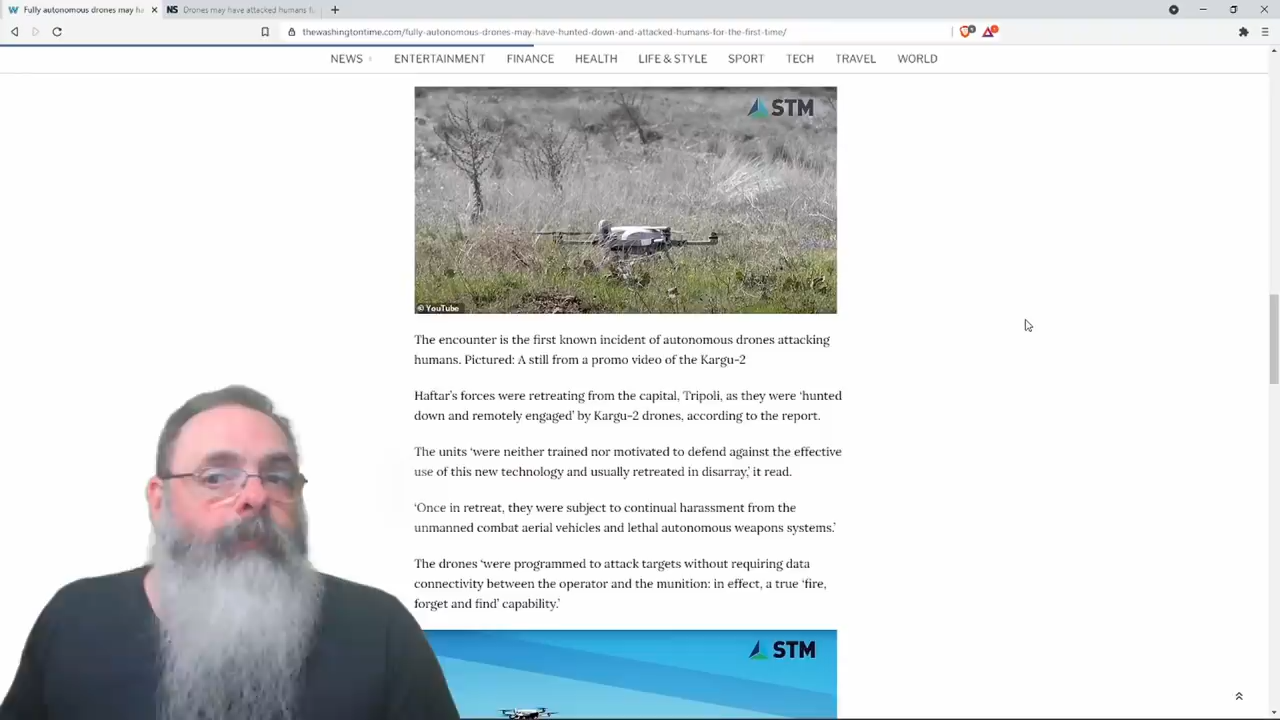 Fully autonomous drones may ha
NS Drones may have attacked humans f
thewashingtontime.com/fully-autonomous-drones-may-have-hunted-down-and-attacked-humans-for-the-first-time/
NEWS ENTERTAINMENT FINANCE HEALTH LIFE & STYLE SPORT TECH TRAVEL WORLD
STM
© YouTube
The encounter is the first known incident of autonomous drones attacking
humans. Pictured: A still from a promo video of the Kargu-2
Haftar’s forces were retreating from the capital, Tripoli, as they were ‘hunted
down and remotely engaged’ by Kargu-2 drones, according to the report.
The units ‘were neither trained nor motivated to defend against the effective
use of this new technology and usually retreated in disarray,’ it read.
‘Once in retreat, they were subject to continual harassment from the
unmanned combat aerial vehicles and lethal autonomous weapons systems.’
The drones ‘were programmed to attack targets without requiring data
connectivity between the operator and the munition: in effect, a true ‘fire,
forget and find’ capability.’
STM